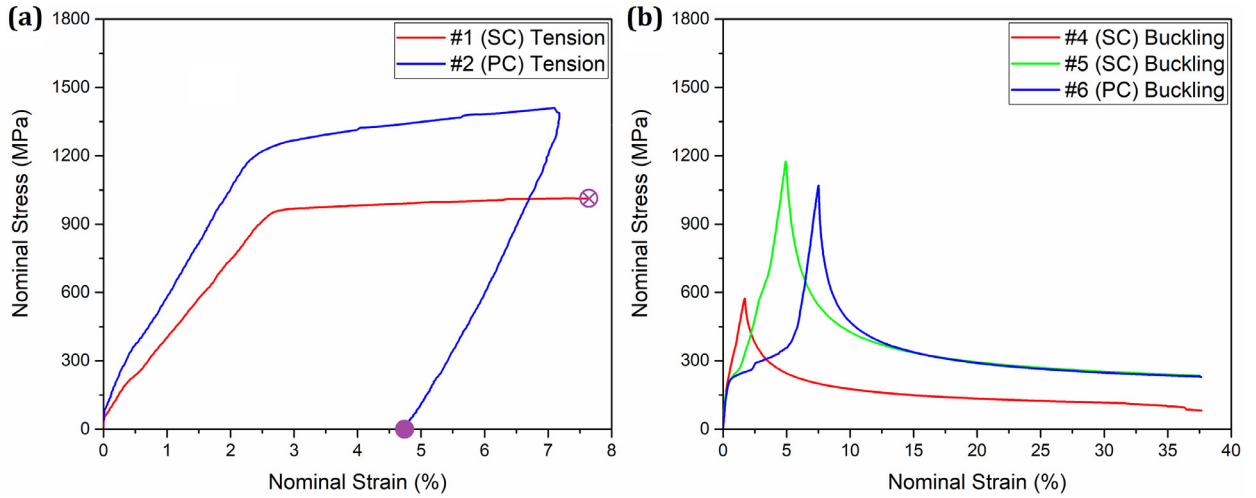 (a)
1800
1500
1200
900
600
300
0
Nominal Stress (MPa)
#1 (SC) Tension
#2 (PC) Tension
0 1 2 3 4 5 6 7 8
Nominal Strain (%)
(b)
1800
1500
1200
900
600
300
0
Nominal Stress (MPa)
#4 (SC) Buckling
#5 (SC) Buckling
#6 (PC) Buckling
0 5 10 15 20 25 30 35 40
Nominal Strain (%)